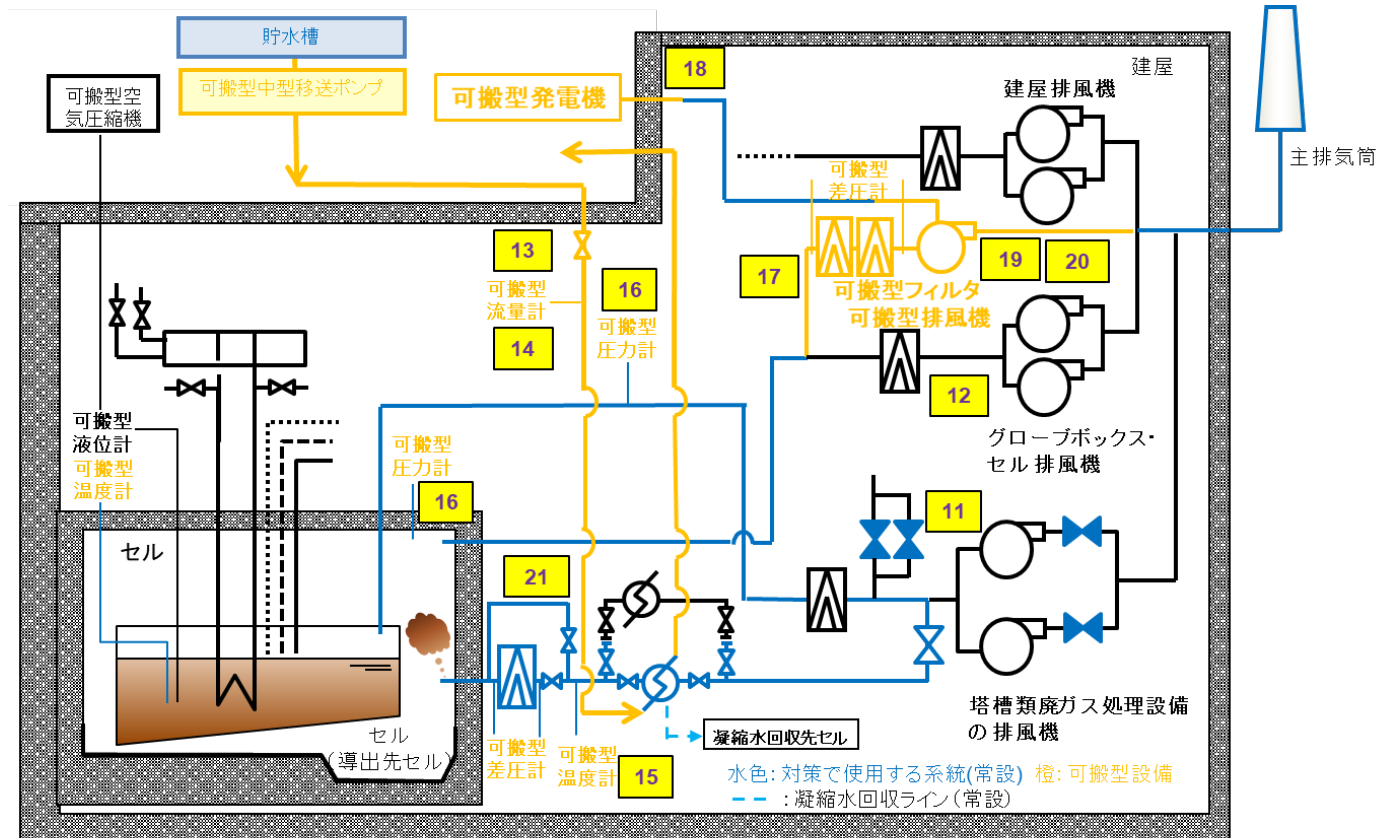 貯水槽
可搬型中型移送ポンプ
可搬型空
気圧縮機
可搬型発電機
18
建屋
建屋排風機
主排気筒
可搬型
差圧計
13
可搬型
流量計
14
16
可搬型
圧力計
17
19
20
可搬型フィルタ
可搬型排風機
12
グローブボックス・
セル排風機
可搬型
液位計
可搬型
温度計
可搬型
圧力計
16
11
セル
21
セル
(導出先セル)
可搬型
差圧計
可搬型
温度計
15
凝縮水回収先セル
塔槽類廃ガス処理設備
の排風機
水色：対策で使用する系統(常設) 橙：可搬型設備
：凝縮水回収ライン（常設）